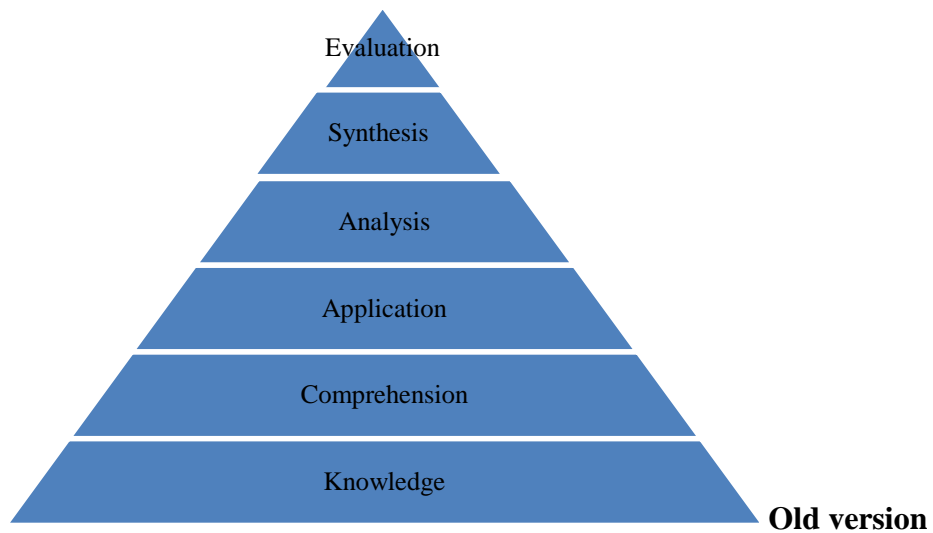 Evaluation
Synthesis
Analysis
Application
Comprehension
Knowledge
Old version